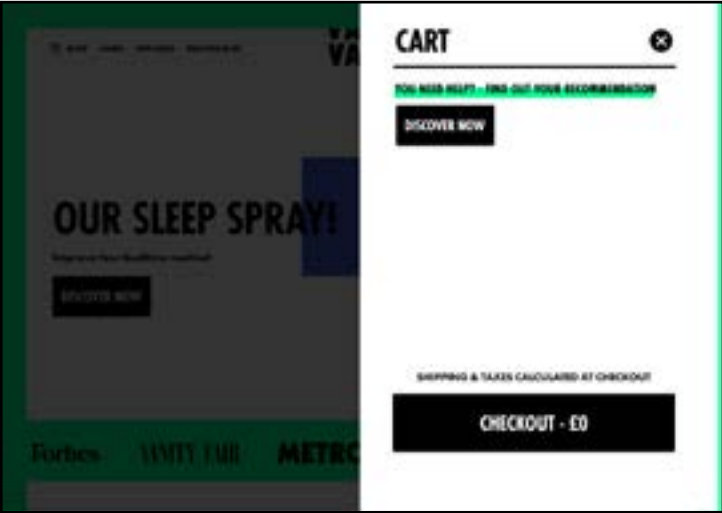 VA
CART
YOU NEED HELP? - FIND OUT YOUR RECOMMENDATION
DISCOVER NOW
OUR SLEEP SPRAY!
DISCOVER NOW
SHIPPING & TAXES CALCULATED AT CHECKOUT
CHECKOUT - £0
Forbes VANITY FAIR METRO